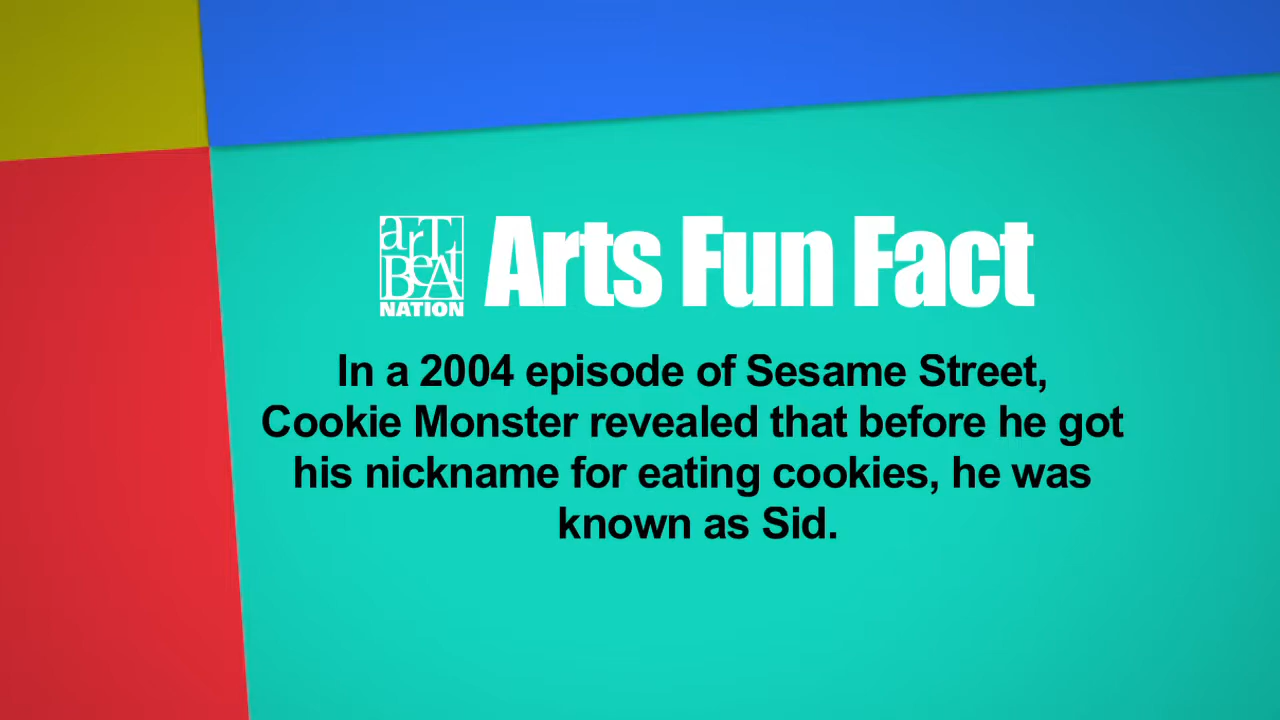 arT
BeAt
NATION
Arts Fun Fact
In a 2004 episode of Sesame Street,
Cookie Monster revealed that before he got
his nickname for eating cookies, he was
known as Sid.